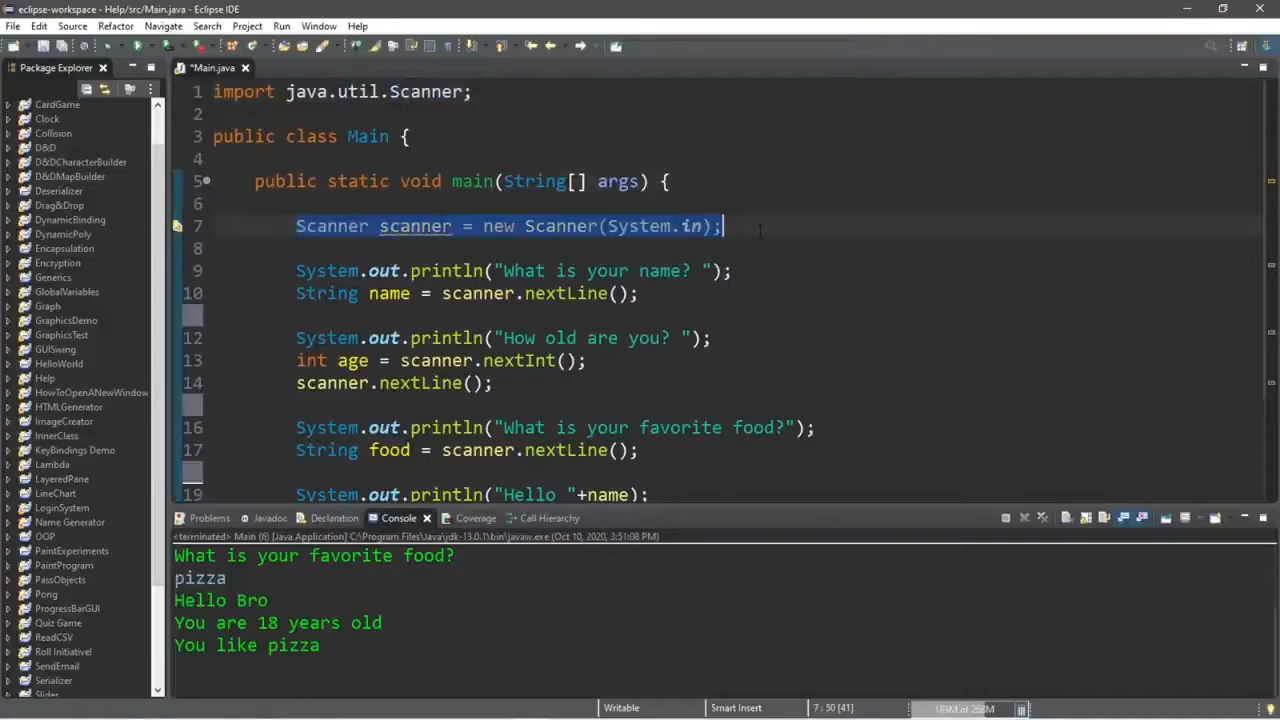 eclipse-workspace - Help/src/Main.java - Eclipse IDE
File Edit Source Refactor Navigate Search Project Run Window Help
Package Explorer
*Main.java
CardGame
Clock
Collision
D&D
D&DCharacterBuilder
D&DMapBuilder
Deserializer
Drag&Drop
DynamicBinding
DynamicPoly
Encapsulation
Encryption
Generics
GlobalVariables
Graph
GraphicsDemo
GraphicsTest
GUISwing
HelloWorld
Help
HowToOpenANewWindow
HTMLGenerator
ImageCreator
InnerClass
KeyBindings Demo
Lambda
LayeredPane
LineChart
LoginSystem
Name Generator
OOP
PaintExperiments
PaintProgram
PassObjects
Pong
ProgressBarGUI
Quiz Game
ReadCSV
Roll Initiative!
SendEmail
Serializer
Slider
1 import java.util.Scanner;
2
3 public class Main {
4
5 public static void main(String[] args) {
6
7 Scanner scanner = new Scanner(System.in);
8
9 System.out.println("What is your name? ");
10 String name = scanner.nextLine();
12 System.out.println("How old are you? ");
13 int age = scanner.nextInt();
14 scanner.nextLine();
16 System.out.println("What is your favorite food?");
17 String food = scanner.nextLine();
19 System.out.println("Hello "+name);
Problems Javadoc Declaration Console Coverage Call Hierarchy
<terminated> Main (6) [Java Application] C:\Program Files\Java\jdk-13.0.1\bin\javaw.exe (Oct 10, 2020, 3:51:08 PM)
What is your favorite food?
pizza
Hello Bro
You are 18 years old
You like pizza
Writable Smart Insert 7 : 50 [41]